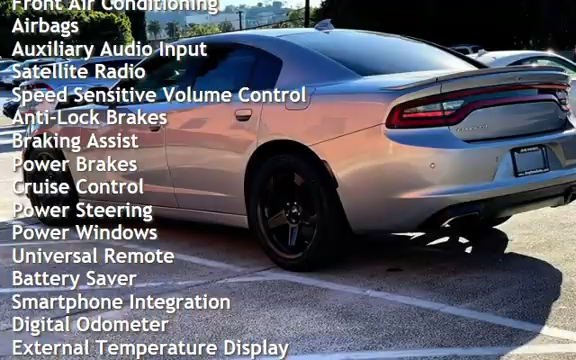 Front Air Conditioning
Airbags
Auxiliary Audio Input
Satellite Radio
Speed Sensitive Volume Control
Anti-Lock Brakes
Braking Assist
Power Brakes
Cruise Control
Power Steering
Power Windows
Universal Remote
Battery Saver
Smartphone Integration
Digital Odometer
External Temperature Display